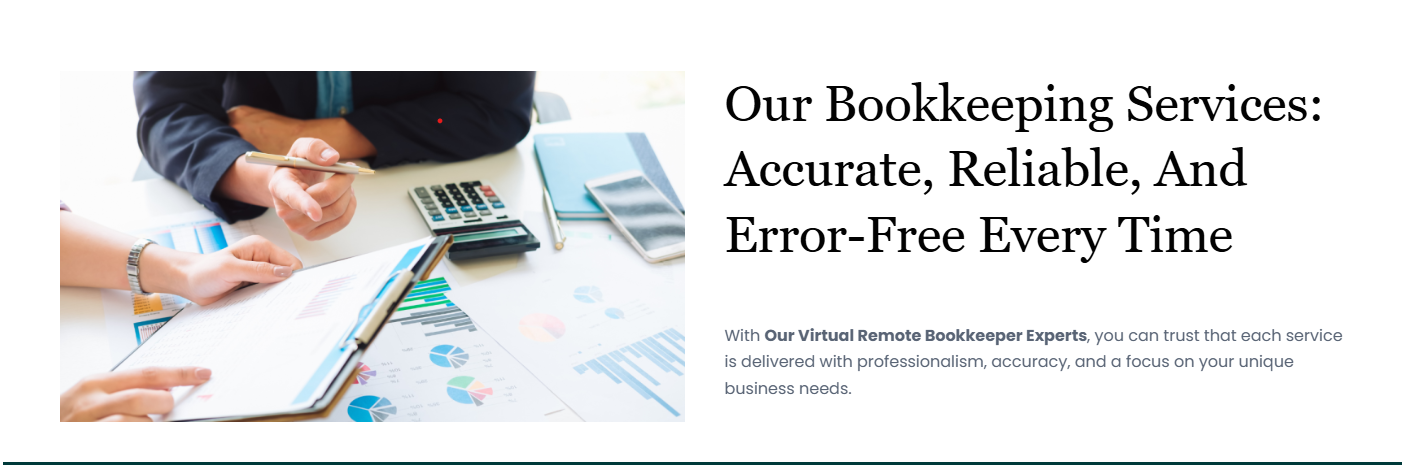 Our Bookkeeping Services:
Accurate, Reliable, And
Error-Free Every Time
With Our Virtual Remote Bookkeeper Experts, you can trust that each service
is delivered with professionalism, accuracy, and a focus on your unique
business needs.